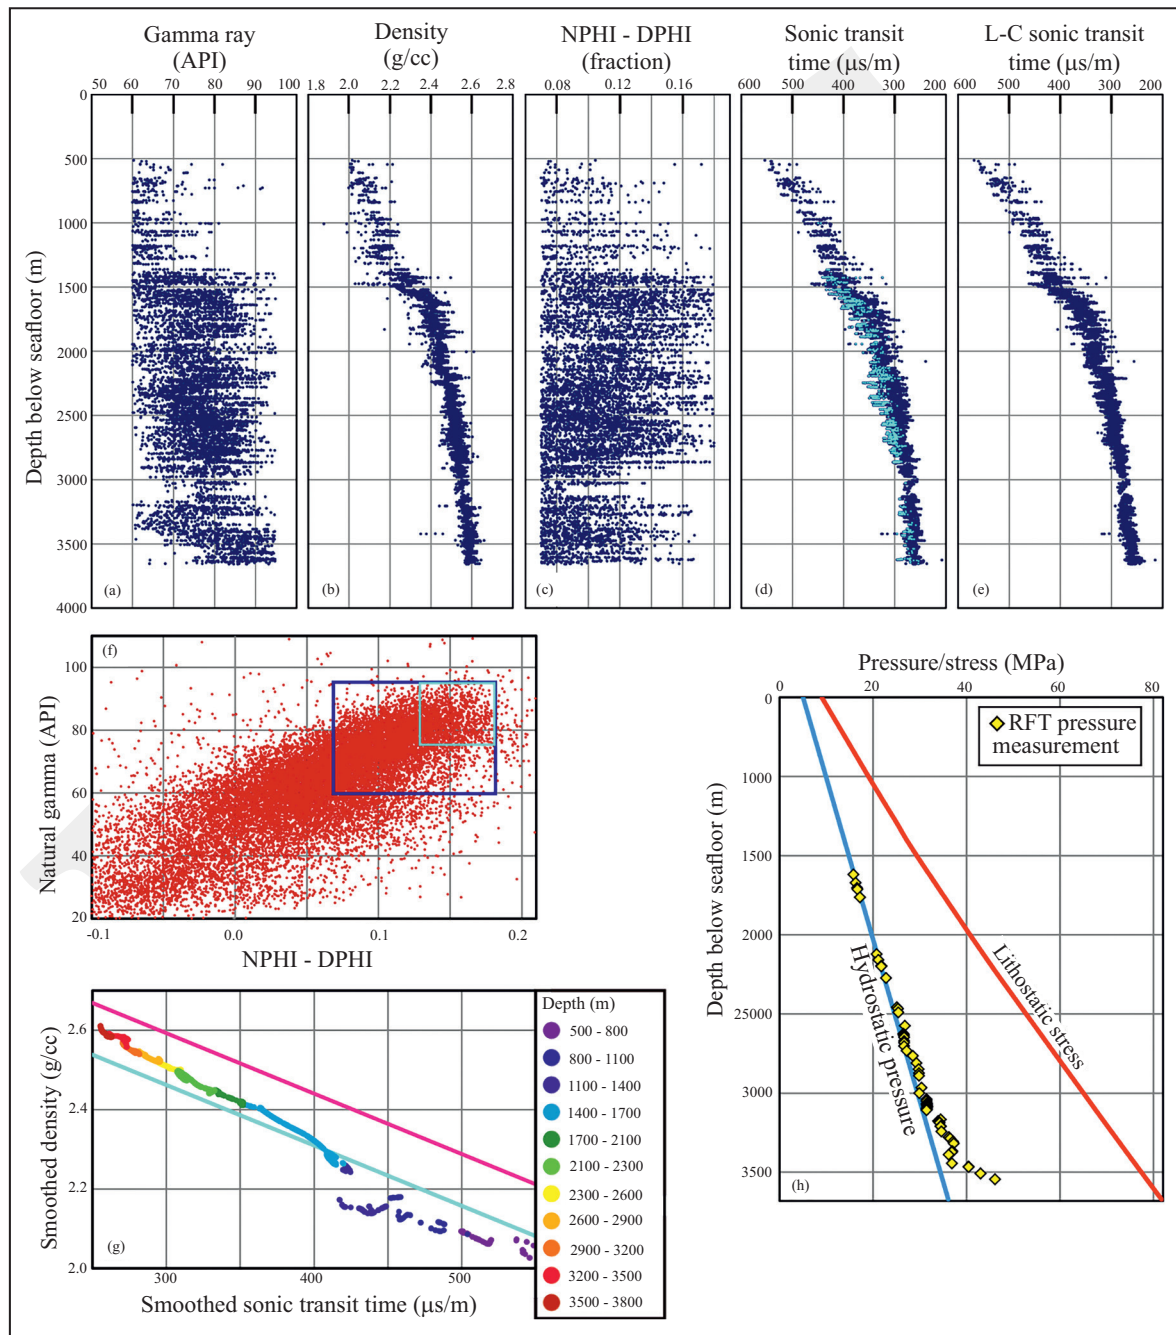 Gamma ray
(API)
Density
(g/cc)
NPHI - DPHI
(fraction)
Sonic transit
time (µs/m)
L-C sonic transit
time (µs/m)
50 60 70 80 90 100
1.8 2.0 2.2 2.4 2.6 2.8
0.08 0.12 0.16
600 500 400 300 200
600 500 400 300 200
Depth below seafloor (m)
0
500
1000
1500
2000
2500
3000
3500
4000
(a)
(b)
(c)
(d)
(e)
(f)
Natural gamma (API)
100
80
60
40
20
-0.1 0.0 0.1 0.2
NPHI - DPHI
(g)
Smoothed density (g/cc)
2.6
2.4
2.2
2.0
300 400 500
Smoothed sonic transit time (µs/m)
Depth (m)
500 - 800
800 - 1100
1100 - 1400
1400 - 1700
1700 - 2100
2100 - 2300
2300 - 2600
2600 - 2900
2900 - 3200
3200 - 3500
3500 - 3800
Pressure/stress (MPa)
0 20 40 60 80
Depth below seafloor (m)
0
1000
1500
2000
25000
3000
3500
RFT pressure
measurement
Hydrostatic pressure
Lithostatic stress
(h)